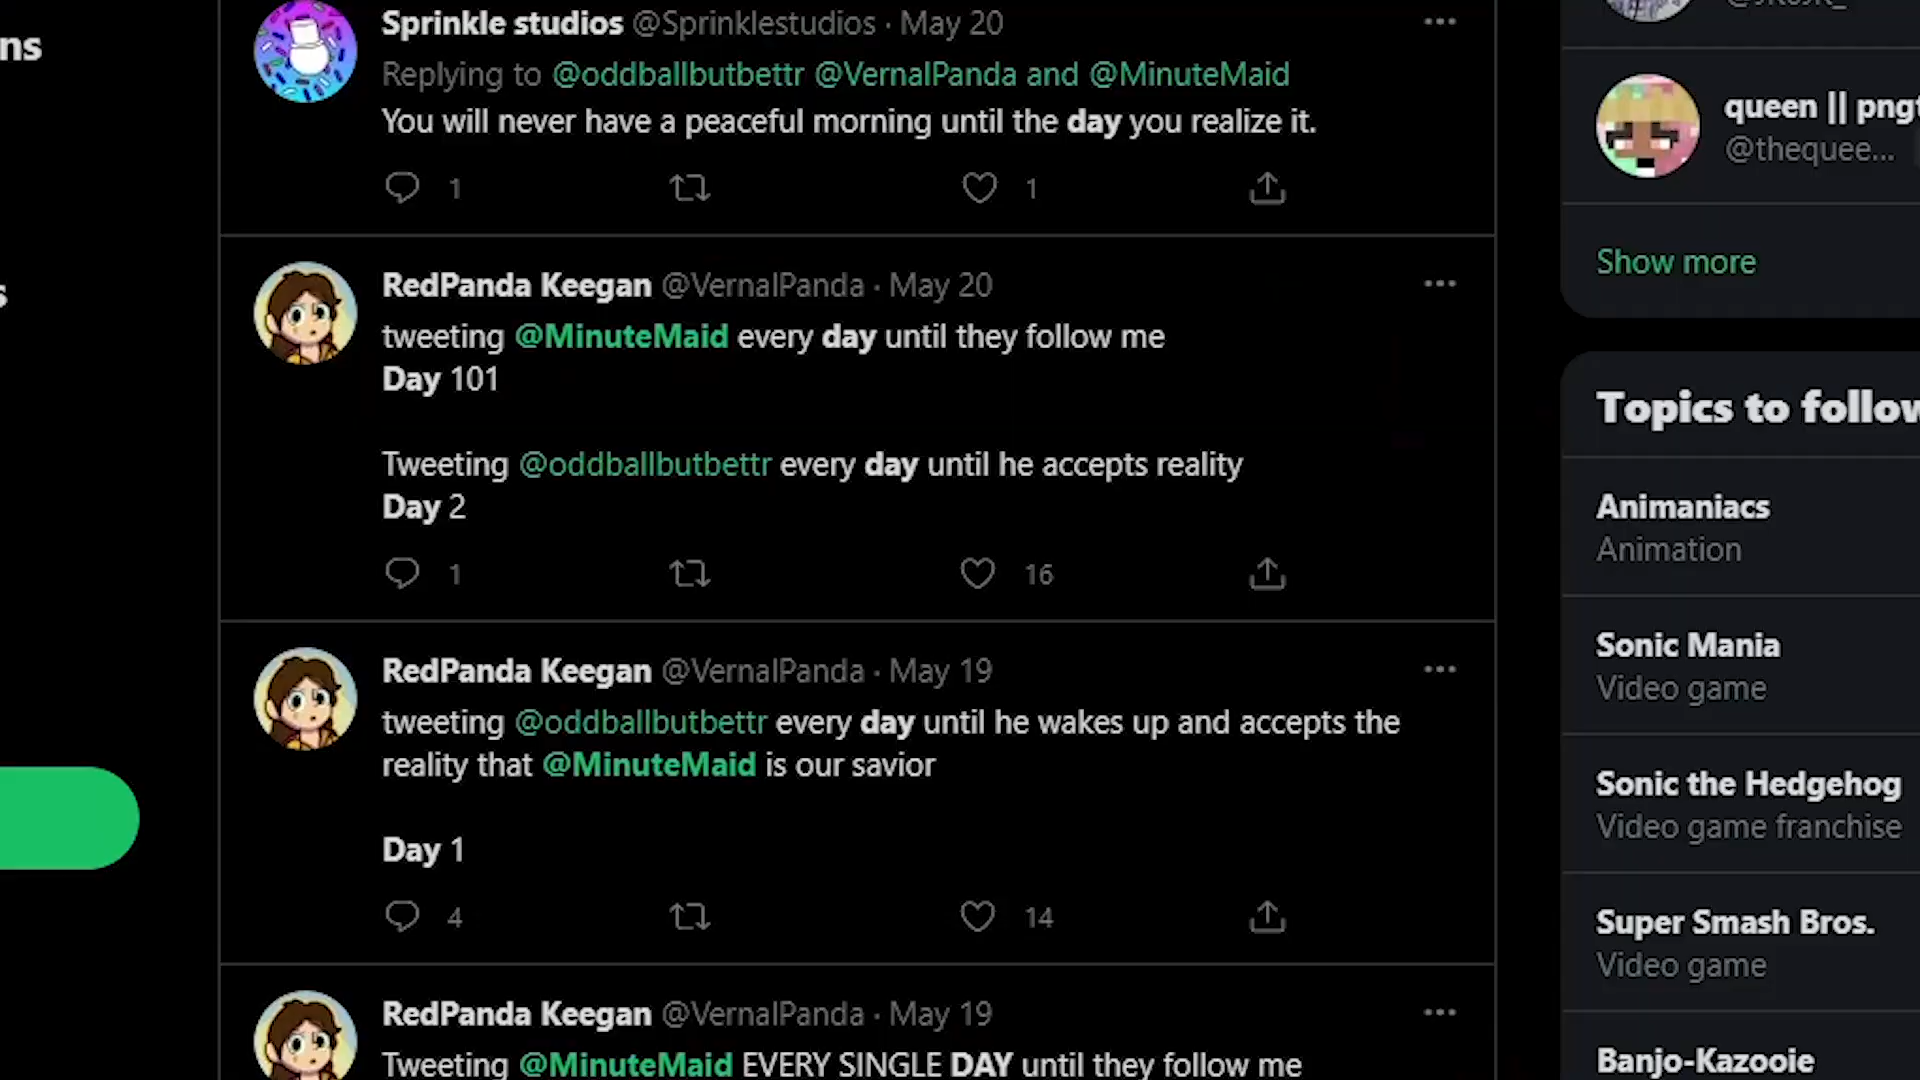 ns
s
Sprinkle studios @Sprinklestudios · May 20
Replying to @oddballbutbettr @VernalPanda and @MinuteMaid
You will never have a peaceful morning until the day you realize it.
1 1
RedPanda Keegan @VernalPanda · May 20
tweeting @MinuteMaid every day until they follow me
Day 101
Tweeting @oddballbutbettr every day until he accepts reality
Day 2
1 16
RedPanda Keegan @VernalPanda · May 19
tweeting @oddballbutbettr every day until he wakes up and accepts the
reality that @MinuteMaid is our savior
Day 1
4 14
RedPanda Keegan @VernalPanda · May 19
Tweeting @MinuteMaid EVERY SINGLE DAY until they follow me
queen || pngt
@thequee...
Show more
Topics to follow
Animaniacs
Animation
Sonic Mania
Video game
Sonic the Hedgehog
Video game franchise
Super Smash Bros.
Video game
Banjo-Kazooie